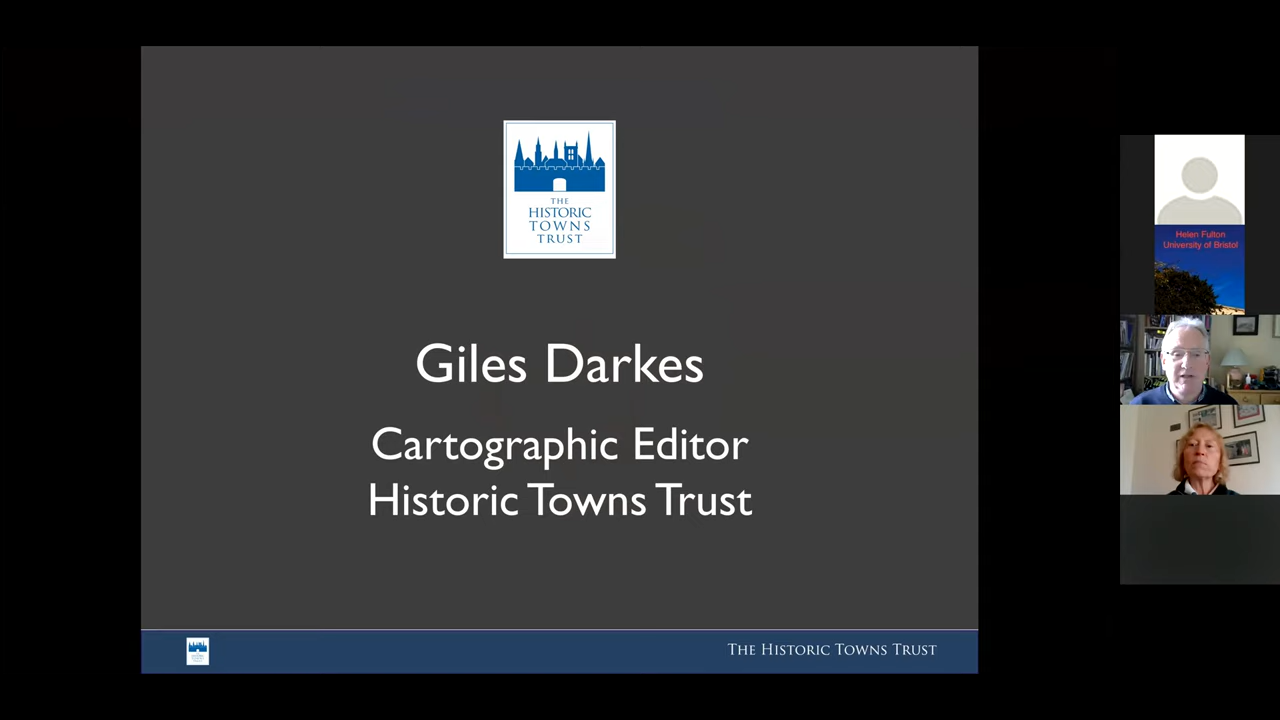 THE
HISTORIC
TOWNS
TRUST
Giles Darkes
Cartographic Editor
Historic Towns Trust
THE HISTORIC TOWNS TRUST
Helen Fulton
University of Bristol